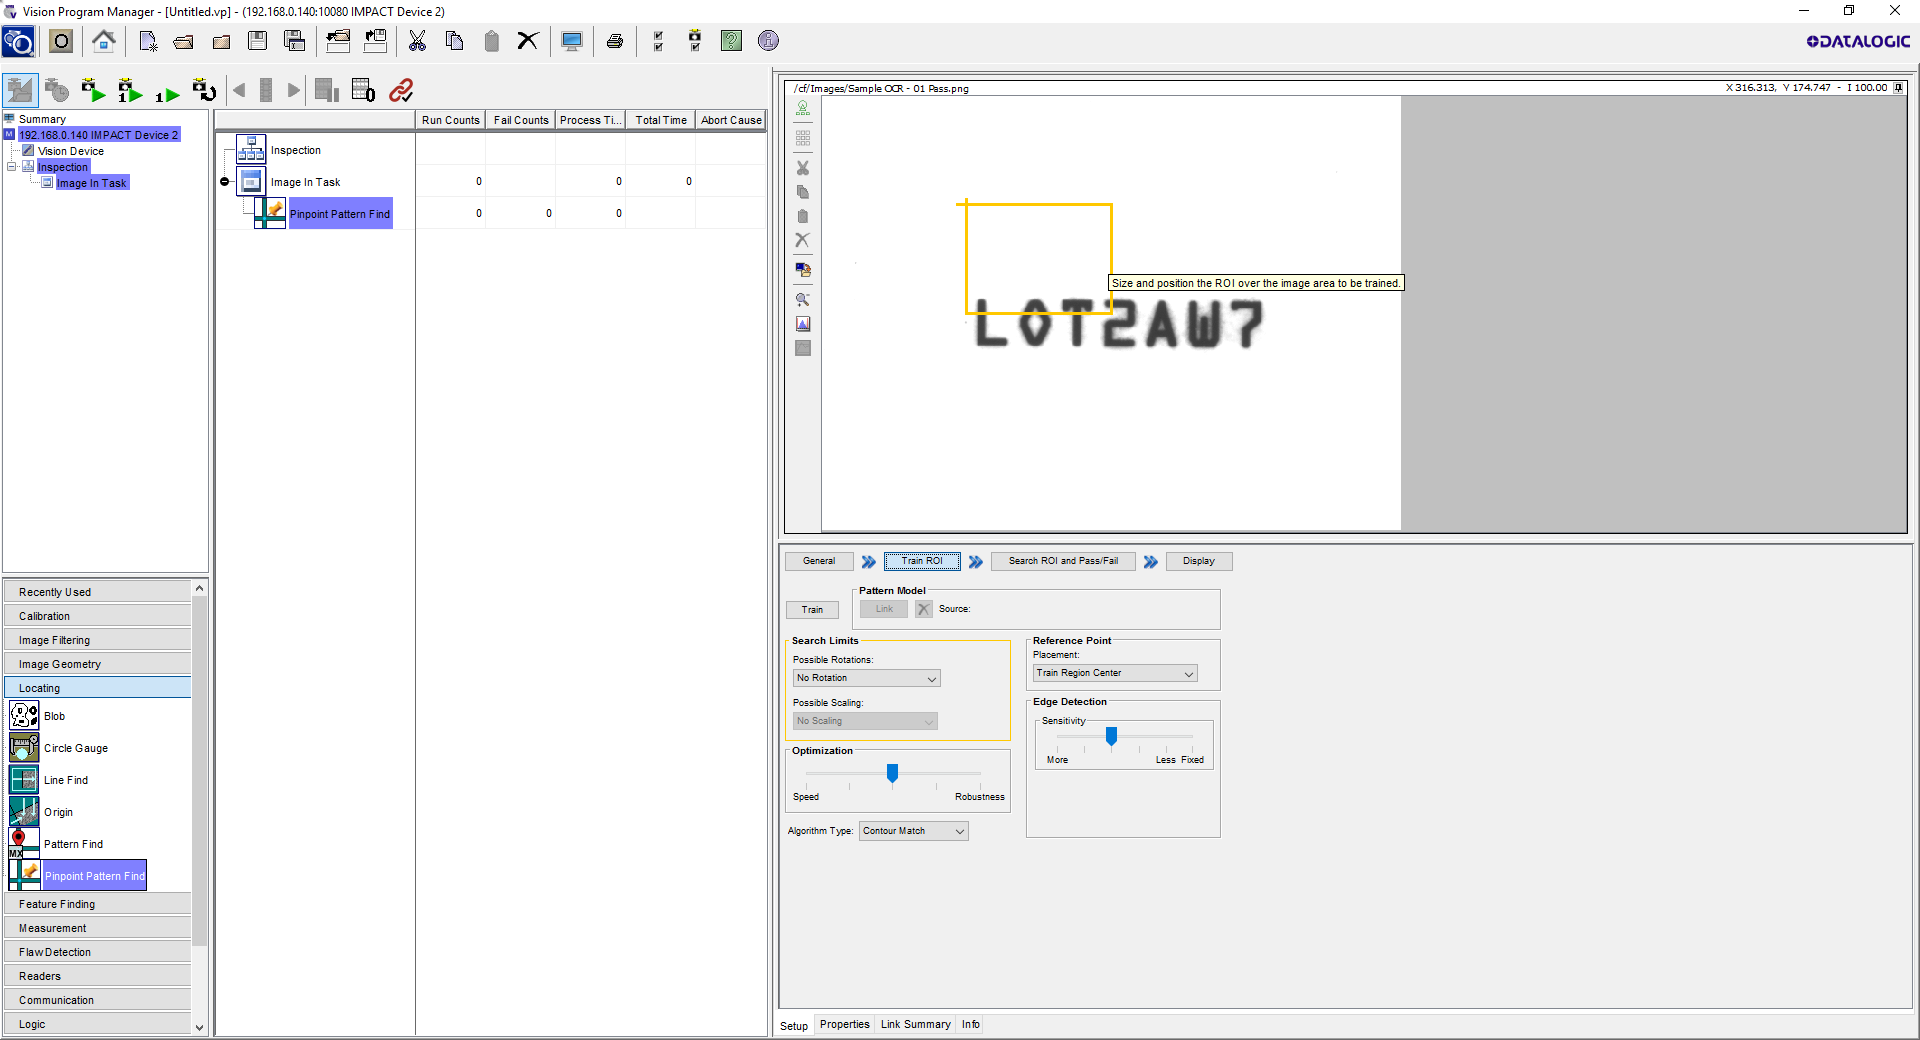 Vision Program Manager - [Untitled.vp] - (192.168.0.140:10080 IMPACT Device 2)
DATALOGIC
Summary
192.168.0.140 IMPACT Device 2
Vision Device
Inspection
Image In Task
Run Counts Fail Counts Process Ti... Total Time Abort Cause
Inspection
Image In Task 0 0 0
Pinpoint Pattern Find 0 0 0
/cf/Images/Sample OCR - 01 Pass.png
X 316.313, Y 174.747 - I 100.00
Size and position the ROI over the image area to be trained.
LOT2AW7
Recently Used
Calibration
Image Filtering
Image Geometry
Locating
Blob
Circle Gauge
Line Find
Origin
Pattern Find
MX
Pinpoint Pattern Find
Feature Finding
Measurement
Flaw Detection
Readers
Communication
Logic
General Train ROI Search ROI and Pass/Fail Display
Train
Pattern Model
Link Source:
Search Limits
Possible Rotations:
No Rotation
Possible Scaling:
No Scaling
Optimization
Speed Robustness
Algorithm Type: Contour Match
Reference Point
Placement:
Train Region Center
Edge Detection
Sensitivity
More Less Fixed
Setup Properties Link Summary Info